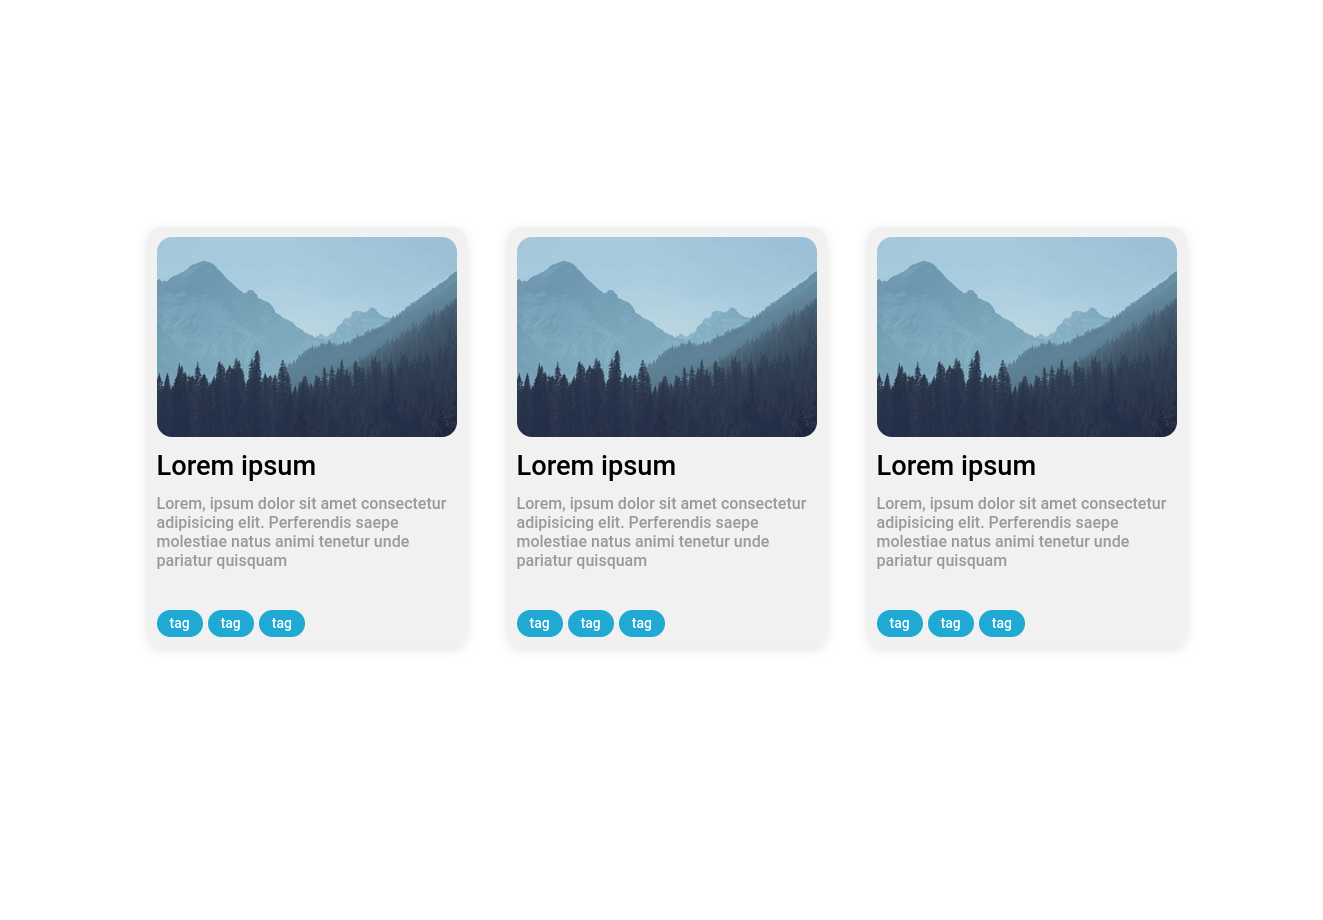 Lorem ipsum
Lorem, ipsum dolor sit amet consectetur
adipisicing elit. Perferendis saepe
molestiae natus animi tenetur unde
pariatur quisquam
tag tag tag
Lorem ipsum
Lorem, ipsum dolor sit amet consectetur
adipisicing elit. Perferendis saepe
molestiae natus animi tenetur unde
pariatur quisquam
tag tag tag
Lorem ipsum
Lorem, ipsum dolor sit amet consectetur
adipisicing elit. Perferendis saepe
molestiae natus animi tenetur unde
pariatur quisquam
tag tag tag